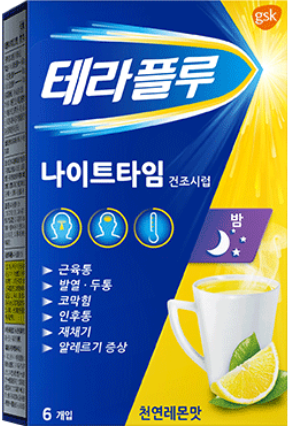 gsk
테라플루
나이트타임 건조시럽
밤
근육통
발열·두통
코막힘
인후통
재채기
알레르기 증상
6 개입
천연레몬맛